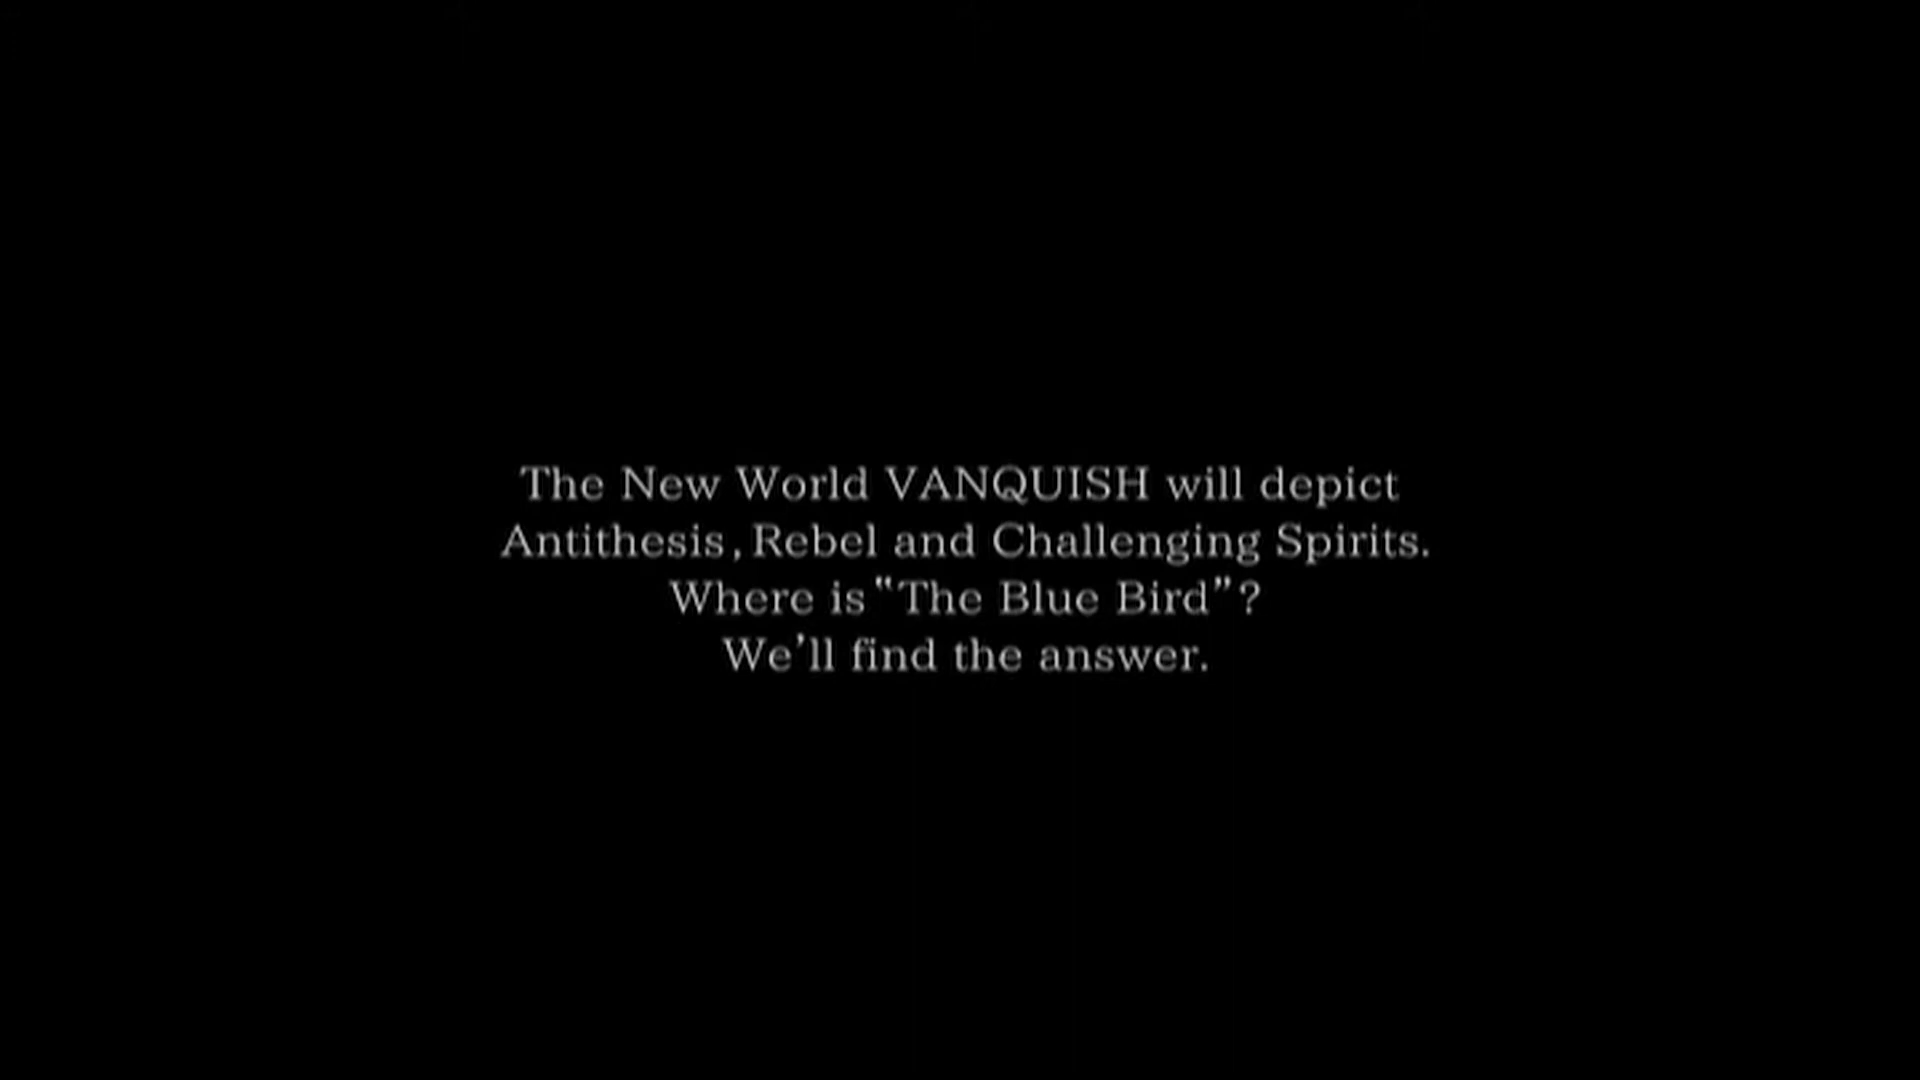 The New World VANQUISH will depict
Antithesis, Rebel and Challenging Spirits.
Where is “The Blue Bird”?
We’ll find the answer.